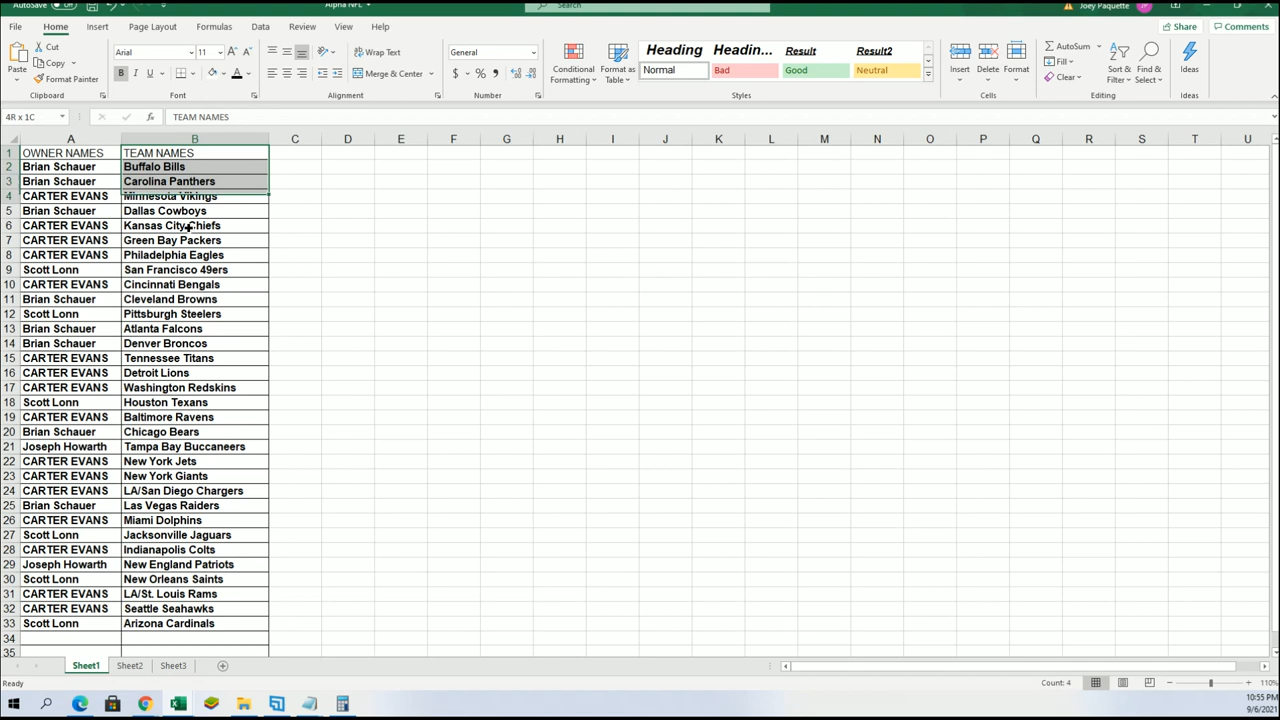 AutoSave Off Alpha NFL Search Joey Paquette JP
File Home Insert Page Layout Formulas Data Review View Help Share Comments
Paste Cut Copy Format Painter
Clipboard
Arial 11 A A
B I U A
Font
Wrap Text
Merge & Center
Alignment
General
$ % 9
Number
Conditional Formatting
Format as Table
Heading Headin... Result Result2
Normal Bad Good Neutral
Styles
Insert Delete Format
Cells
AutoSum
Fill
Clear
Sort & Filter
Find & Select
Editing
Ideas
Ideas
4R x 1C fx TEAM NAMES
A B C D E F G H I J K L M N O P Q R S T U
1 OWNER NAMES TEAM NAMES
2 Brian Schauer Buffalo Bills
3 Brian Schauer Carolina Panthers
4 CARTER EVANS Minnesota Vikings
5 Brian Schauer Dallas Cowboys
6 CARTER EVANS Kansas City Chiefs
7 CARTER EVANS Green Bay Packers
8 CARTER EVANS Philadelphia Eagles
9 Scott Lonn San Francisco 49ers
10 CARTER EVANS Cincinnati Bengals
11 Brian Schauer Cleveland Browns
12 Scott Lonn Pittsburgh Steelers
13 Brian Schauer Atlanta Falcons
14 Brian Schauer Denver Broncos
15 CARTER EVANS Tennessee Titans
16 CARTER EVANS Detroit Lions
17 CARTER EVANS Washington Redskins
18 Scott Lonn Houston Texans
19 CARTER EVANS Baltimore Ravens
20 Brian Schauer Chicago Bears
21 Joseph Howarth Tampa Bay Buccaneers
22 CARTER EVANS New York Jets
23 CARTER EVANS New York Giants
24 CARTER EVANS LA/San Diego Chargers
25 Brian Schauer Las Vegas Raiders
26 CARTER EVANS Miami Dolphins
27 Scott Lonn Jacksonville Jaguars
28 CARTER EVANS Indianapolis Colts
29 Joseph Howarth New England Patriots
30 Scott Lonn New Orleans Saints
31 CARTER EVANS LA/St. Louis Rams
32 CARTER EVANS Seattle Seahawks
33 Scott Lonn Arizona Cardinals
34
35
Sheet1 Sheet2 Sheet3
Ready Count: 4 110%
10:55 PM
9/6/2021